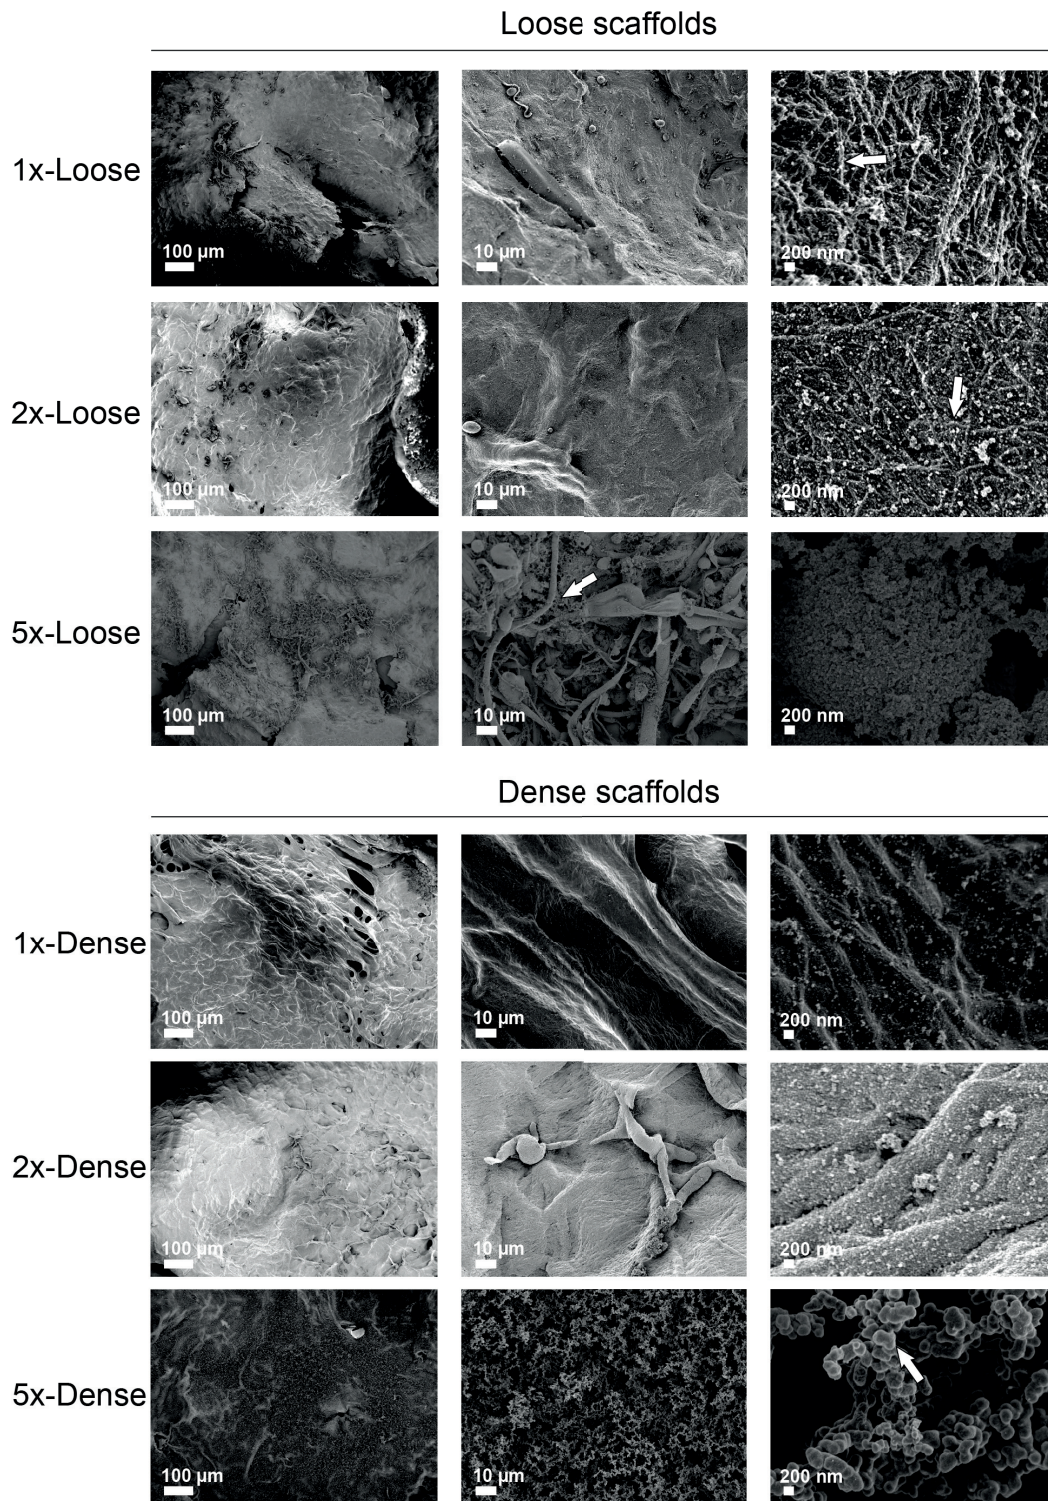 Loose scaffolds
1x-Loose
100 µm
10 µm
200 nm
2x-Loose
100 µm
10 µm
200 nm
5x-Loose
100 µm
10 µm
200 nm
Dense scaffolds
1x-Dense
100 µm
10 µm
200 nm
2x-Dense
100 µm
10 µm
200 nm
5x-Dense
100 µm
10 µm
200 nm